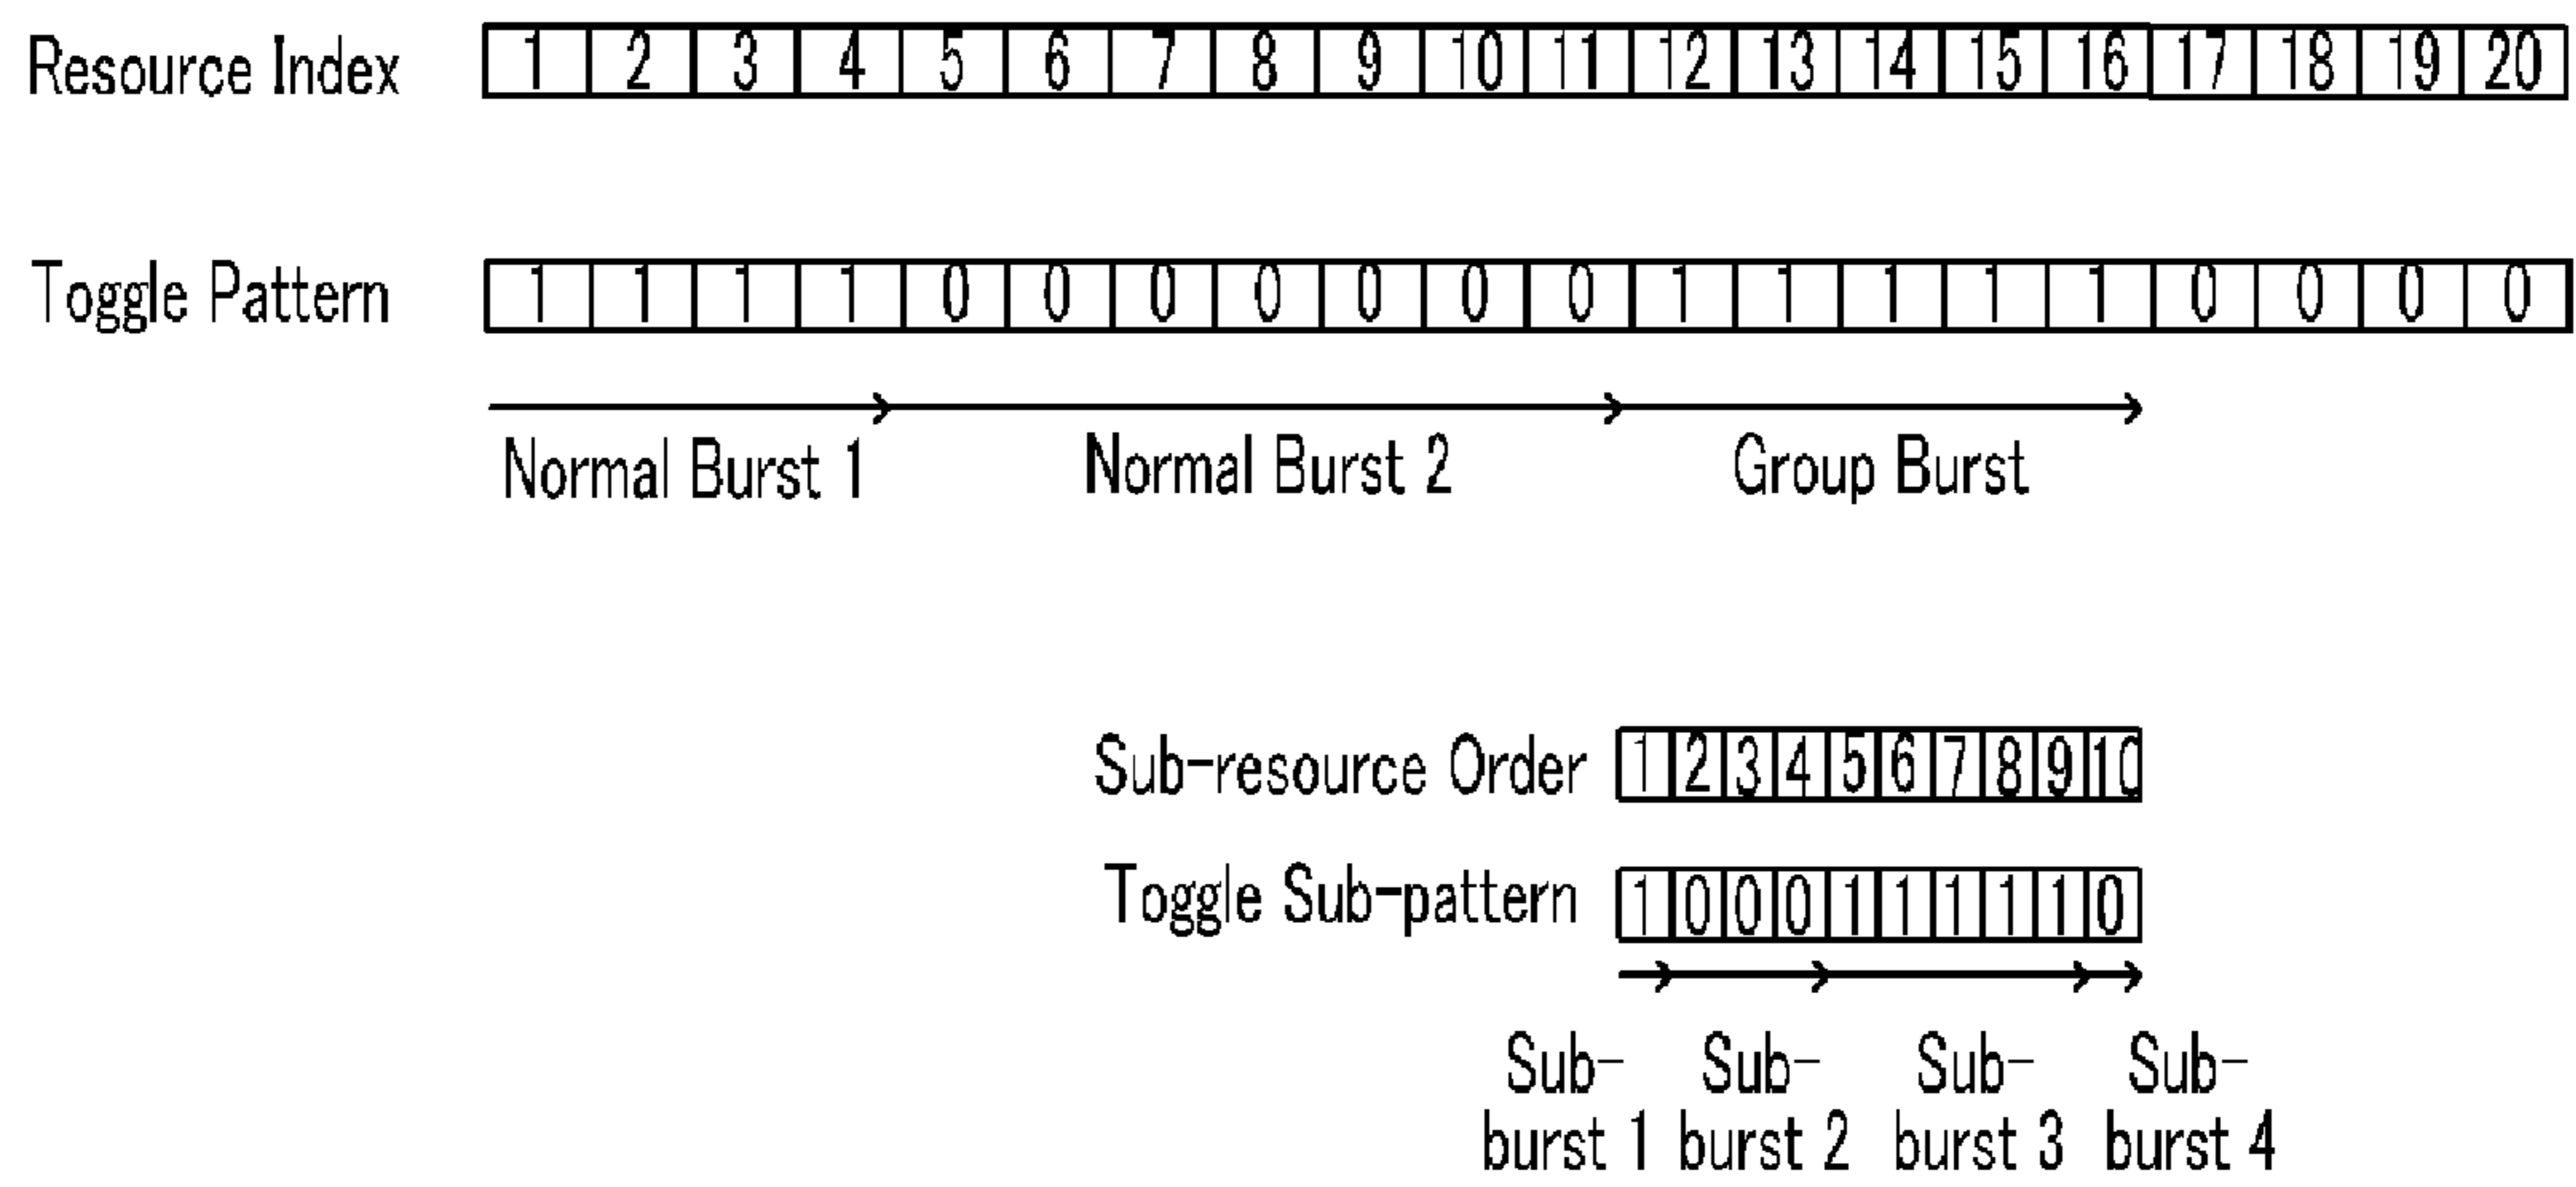 Resource Index 1 2 3 4 5 6 7 8 9 10 11 12 13 14 15 16 17 18 19 20
Toggle Pattern 1 1 1 1 0 0 0 0 0 0 0 1 1 1 1 1 0 0 0 0
Normal Burst 1 Normal Burst 2 Group Burst
Sub-resource Order 1 2 3 4 5 6 7 8 9 10
Toggle Sub-pattern 1 0 0 0 1 1 1 1 1 0
Sub- Sub- Sub- Sub-
burst 1 burst 2 burst 3 burst 4